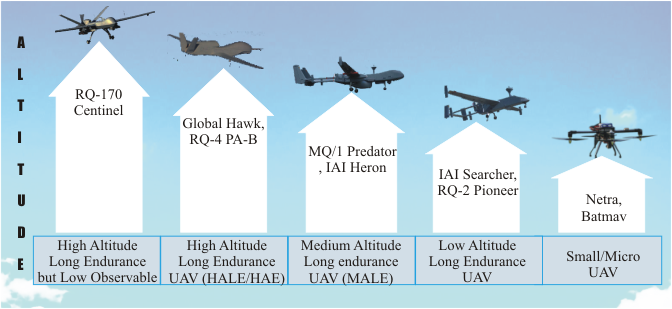 ALTITUDE
RQ-170
Centinel
Global Hawk,
RQ-4 PA-B
MQ/1 Predator
, IAI Heron
IAI Searcher,
RQ-2 Pioneer
Netra,
Batmav
High Altitude
Long Endurance
but Low Observable
High Altitude
Long Endurance
UAV (HALE/HAE)
Medium Altitude
Long endurance
UAV (MALE)
Low Altitude
Long Endurance
UAV
Small/Micro
UAV